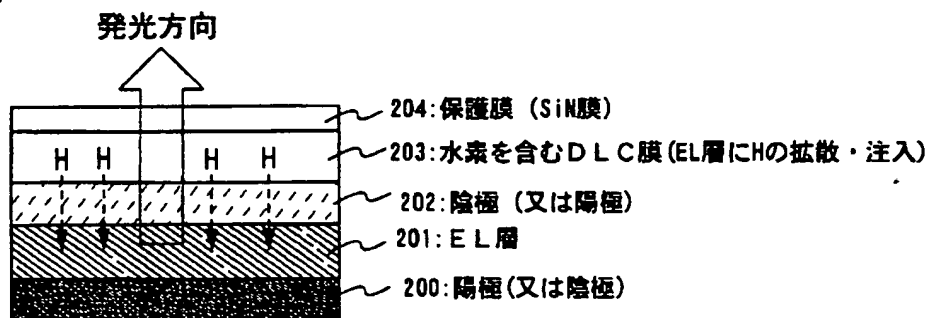 発光方向
204:保護膜 (SiN膜)
H H H H
203:水素を含むDLC膜(EL層にHの拡散・注入)
202:陰極 (又は陽極)
201:EL層
200:陽極(又は陰極)